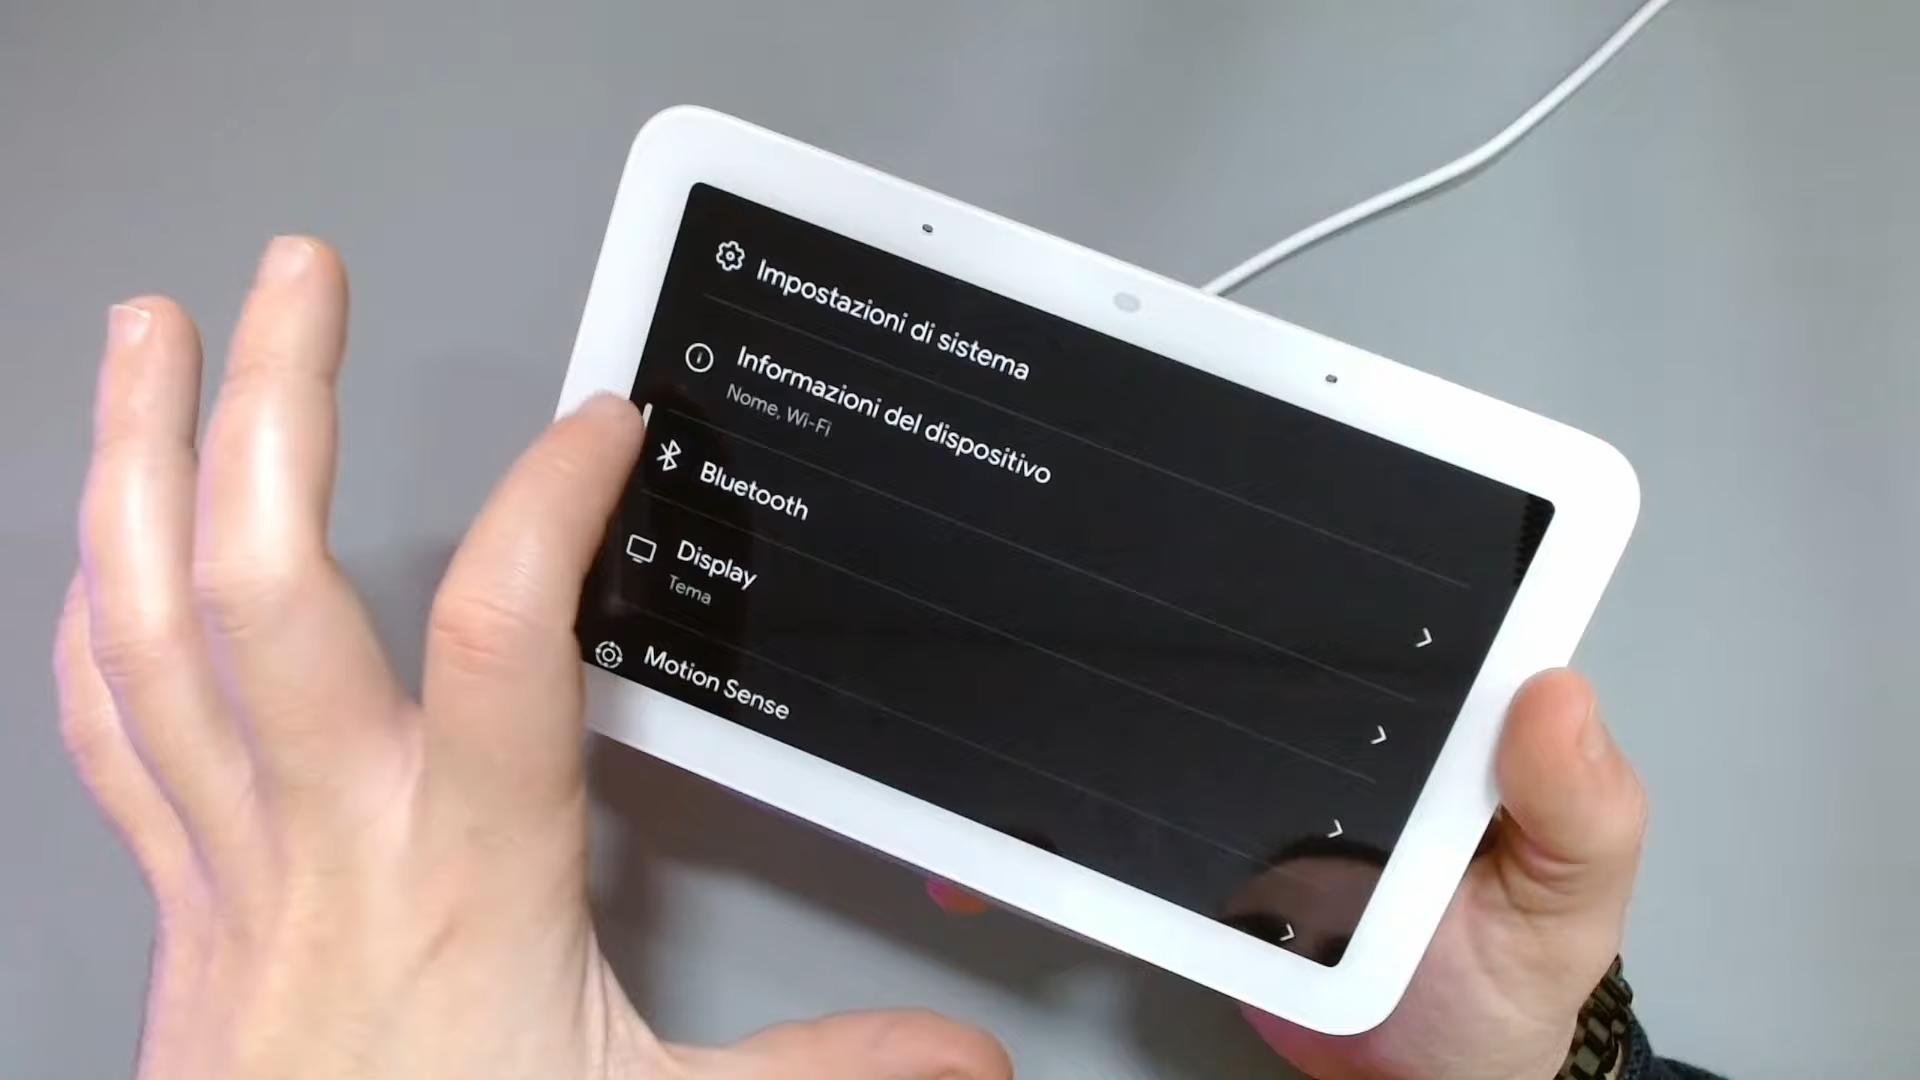 Impostazioni di sistema
Informazioni del dispositivo
Nome, Wi-Fi
Bluetooth
Display
Tema
Motion Sense